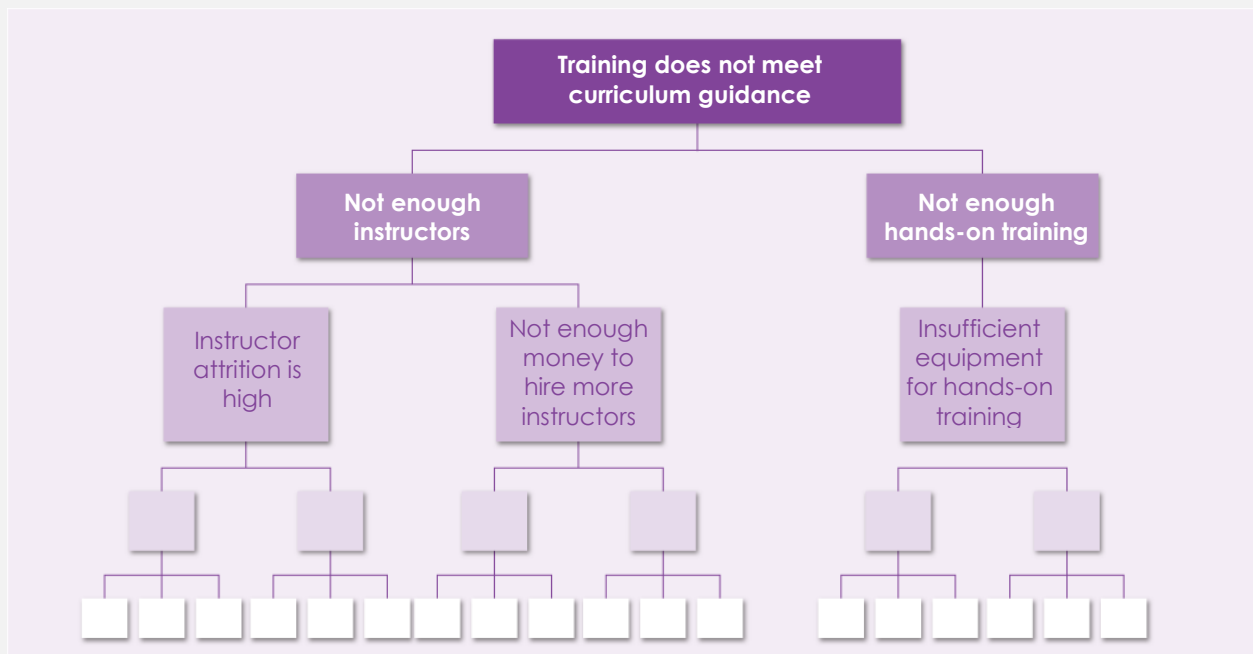 Training does not meet
curriculum guidance
Not enough
instructors
Not enough
hands-on training
Instructor
attrition is
high
Not enough
money to
hire more
instructors
Insufficient
equipment
for hands-on
training